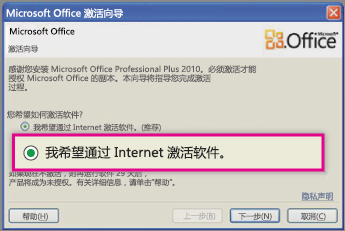 Microsoft Office 激活向导
Microsoft Office
Microsoft
Office
激活向导
感谢您安装 Microsoft Office Professional Plus 2010。必须激活才能
授权 Microsoft Office 的副本。本向导将指导您完成激活
过程。
您希望如何激活软件?
我希望通过 Internet 激活软件。(推荐)
我希望通过 Internet 激活软件。
如果现在不激活，则再运行软件 29 天后，
产品将成为未授权。有关详细信息，请单击“帮助”。
隐私声明
帮助(H)
上一步(B)
下一步(N)
取消(C)